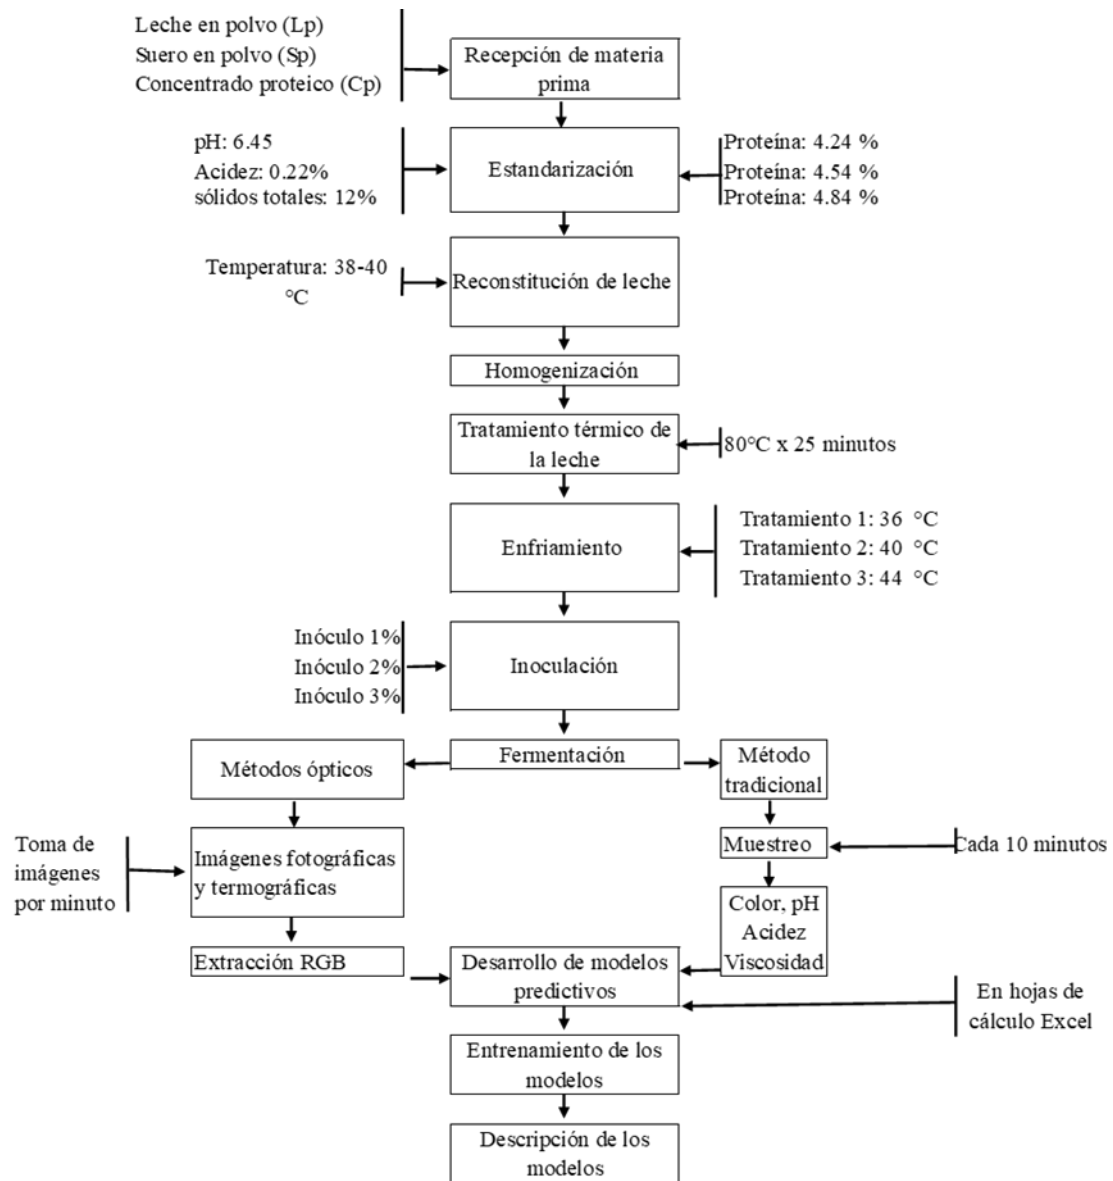 Leche en polvo (Lp)
Suero en polvo (Sp)
Concentrado proteico (Cp)
Recepción de materia
prima
pH: 6.45
Acidez: 0.22%
sólidos totales: 12%
Estandarización
Proteína: 4.24 %
Proteína: 4.54 %
Proteína: 4.84 %
Temperatura: 38-40
°C
Reconstitución de leche
Homogenización
Tratamiento térmico de
la leche
80°C x 25 minutos
Enfriamiento
Tratamiento 1: 36 °C
Tratamiento 2: 40 °C
Tratamiento 3: 44 °C
Inóculo 1%
Inóculo 2%
Inóculo 3%
Inoculación
Fermentación
Métodos ópticos
Método
tradicional
Toma de
imágenes
por minuto
Imágenes fotográficas
y termográficas
Muestreo
Cada 10 minutos
Color, pH
Acidez
Viscosidad
Extracción RGB
Desarrollo de modelos
predictivos
En hojas de
cálculo Excel
Entrenamiento de los
modelos
Descripción de los
modelos